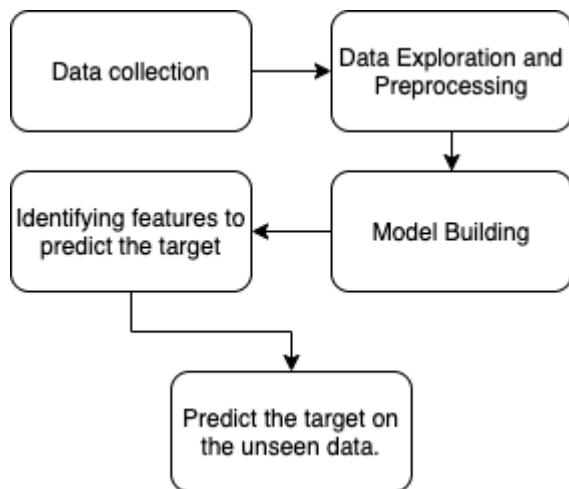 Data collection
Data Exploration and
Preprocessing
Model Building
Identifying features to
predict the target
Predict the target on
the unseen data.